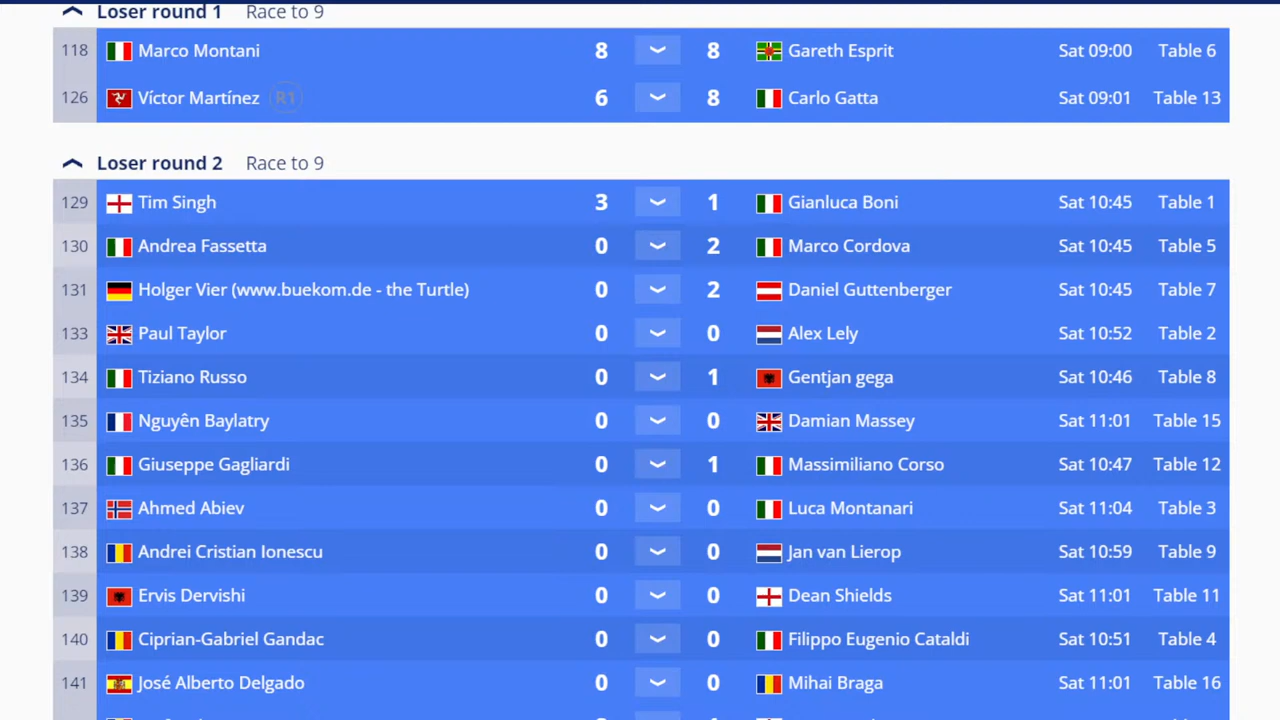 Loser round 1 Race to 9
118 Marco Montani 8 8 Gareth Esprit Sat 09:00 Table 6
126 Víctor Martínez R1 6 8 Carlo Gatta Sat 09:01 Table 13
Loser round 2 Race to 9
129 Tim Singh 3 1 Gianluca Boni Sat 10:45 Table 1
130 Andrea Fassetta 0 2 Marco Cordova Sat 10:45 Table 5
131 Holger Vier (www.buekom.de - the Turtle) 0 2 Daniel Guttenberger Sat 10:45 Table 7
133 Paul Taylor 0 0 Alex Lely Sat 10:52 Table 2
134 Tiziano Russo 0 1 Gentjan gega Sat 10:46 Table 8
135 Nguyên Baylatry 0 0 Damian Massey Sat 11:01 Table 15
136 Giuseppe Gagliardi 0 1 Massimiliano Corso Sat 10:47 Table 12
137 Ahmed Abiev 0 0 Luca Montanari Sat 11:04 Table 3
138 Andrei Cristian Ionescu 0 0 Jan van Lierop Sat 10:59 Table 9
139 Ervis Dervishi 0 0 Dean Shields Sat 11:01 Table 11
140 Ciprian-Gabriel Gandac 0 0 Filippo Eugenio Cataldi Sat 10:51 Table 4
141 José Alberto Delgado 0 0 Mihai Braga Sat 11:01 Table 16